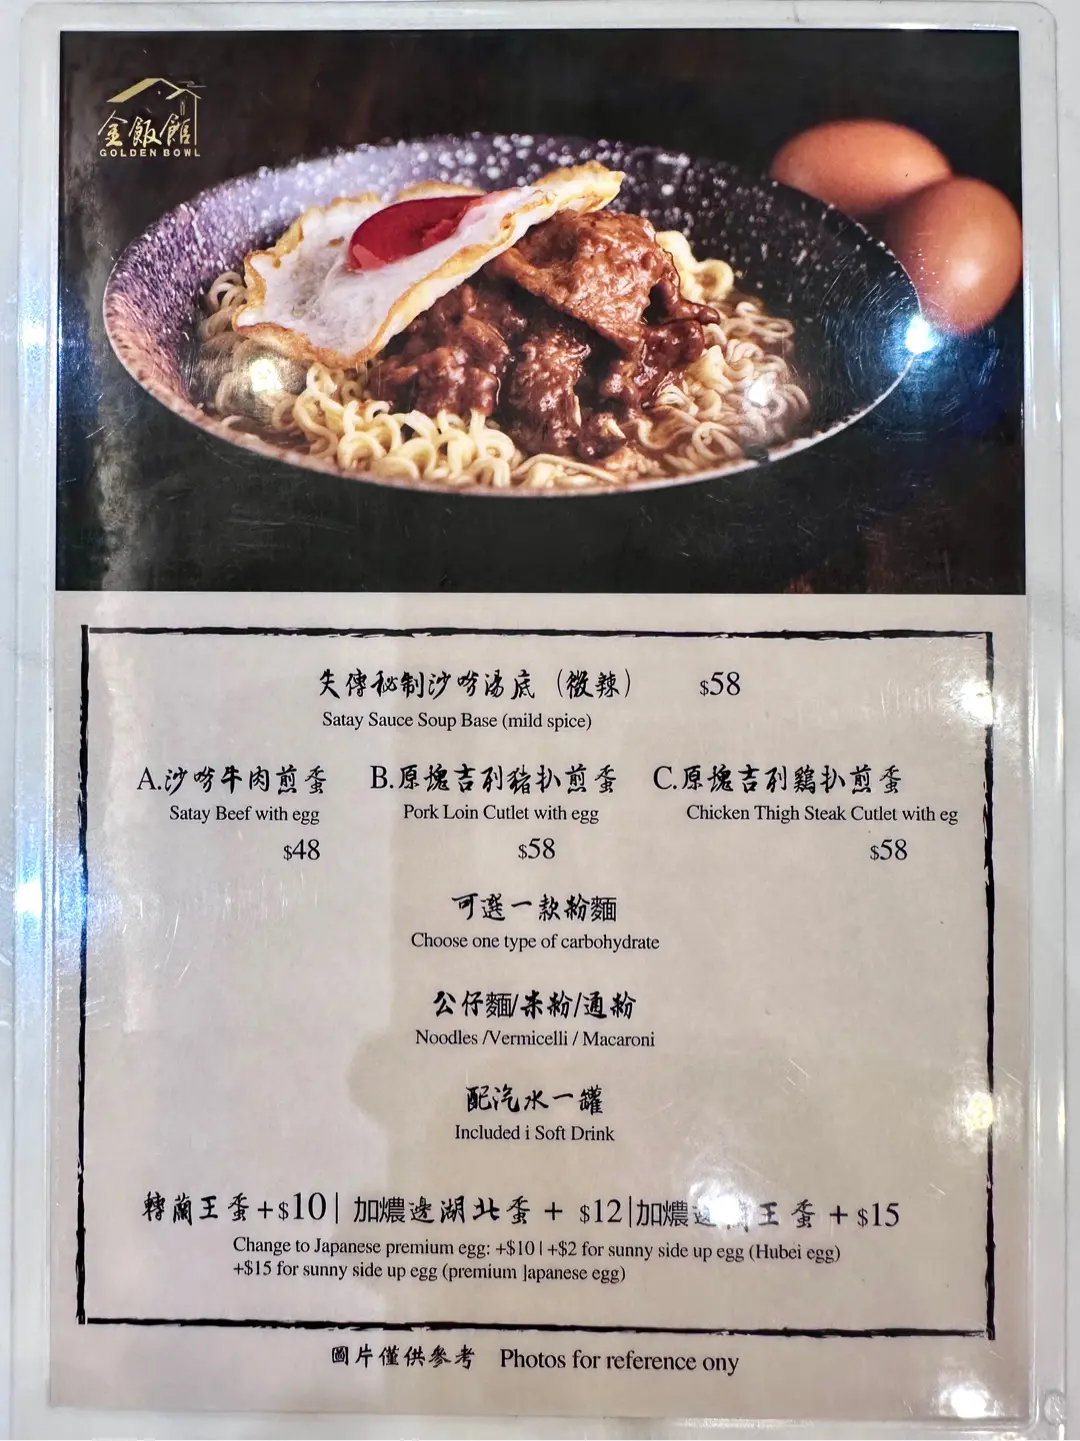 金飯館
GOLDEN BOWL
失傳秘制沙嗲湯底（微辣） $58
Satay Sauce Soup Base (mild spice)
A.沙嗲牛肉煎蛋 B.原塊吉列豬扒煎蛋 C.原塊吉列鷄扒煎蛋
Satay Beef with egg Pork Loin Cutlet with egg Chicken Thigh Steak Cutlet with eg
$48 $58 $58
可選一款粉麵
Choose one type of carbohydrate
公仔麵/米粉/通粉
Noodles /Vermicelli / Macaroni
配汽水一罐
Included i Soft Drink
轉蘭王蛋+$10| 加燶邊湖北蛋 + $12|加燶邊蘭王蛋 + $15
Change to Japanese premium egg: +$10 | +$2 for sunny side up egg (Hubei egg)
+$15 for sunny side up egg (premium ]apanese egg)
圖片僅供參考 Photos for reference ony